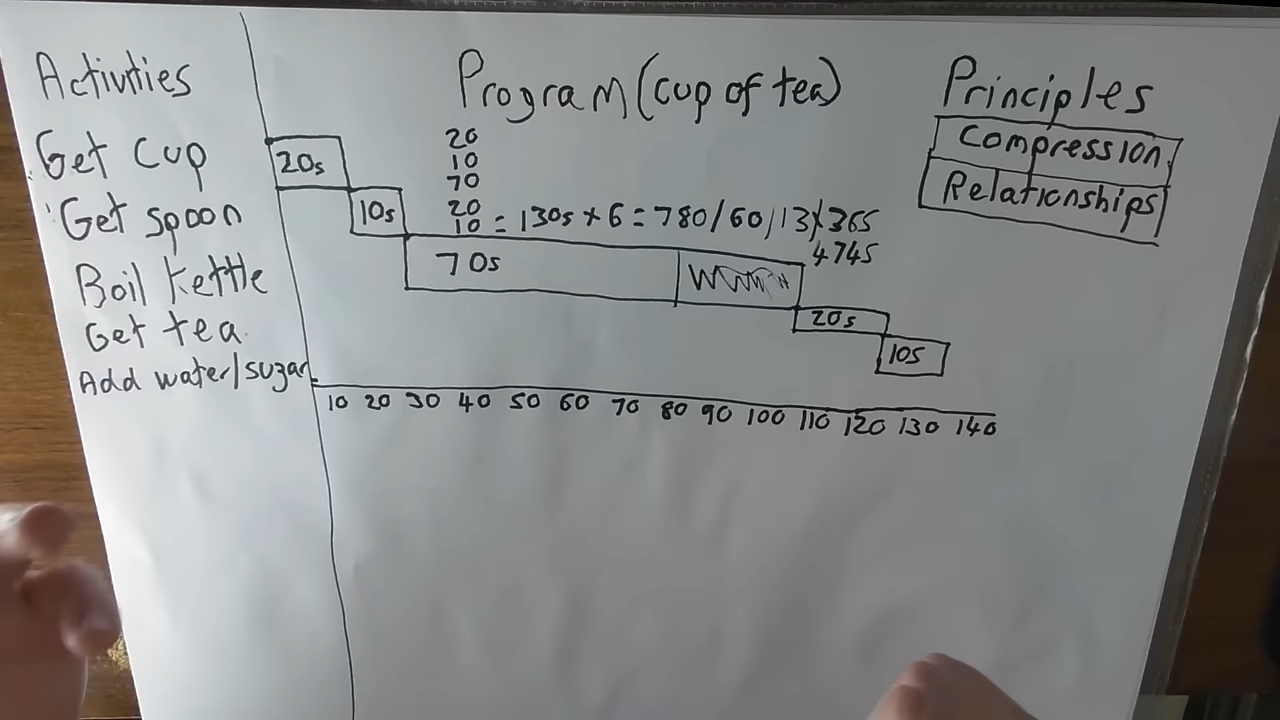 Activties
Program (cup of tea)
Principles
Compression
Relationships
Get cup
20s
Get spoon
10s
20
10
70
20
10 = 130s × 6 = 780/60, 13 × 365
4745
Boil kettle
70s
Get tea
20s
Add water/sugar
10s
10 20 30 40 50 60 70 80 90 100 110 120 130 140